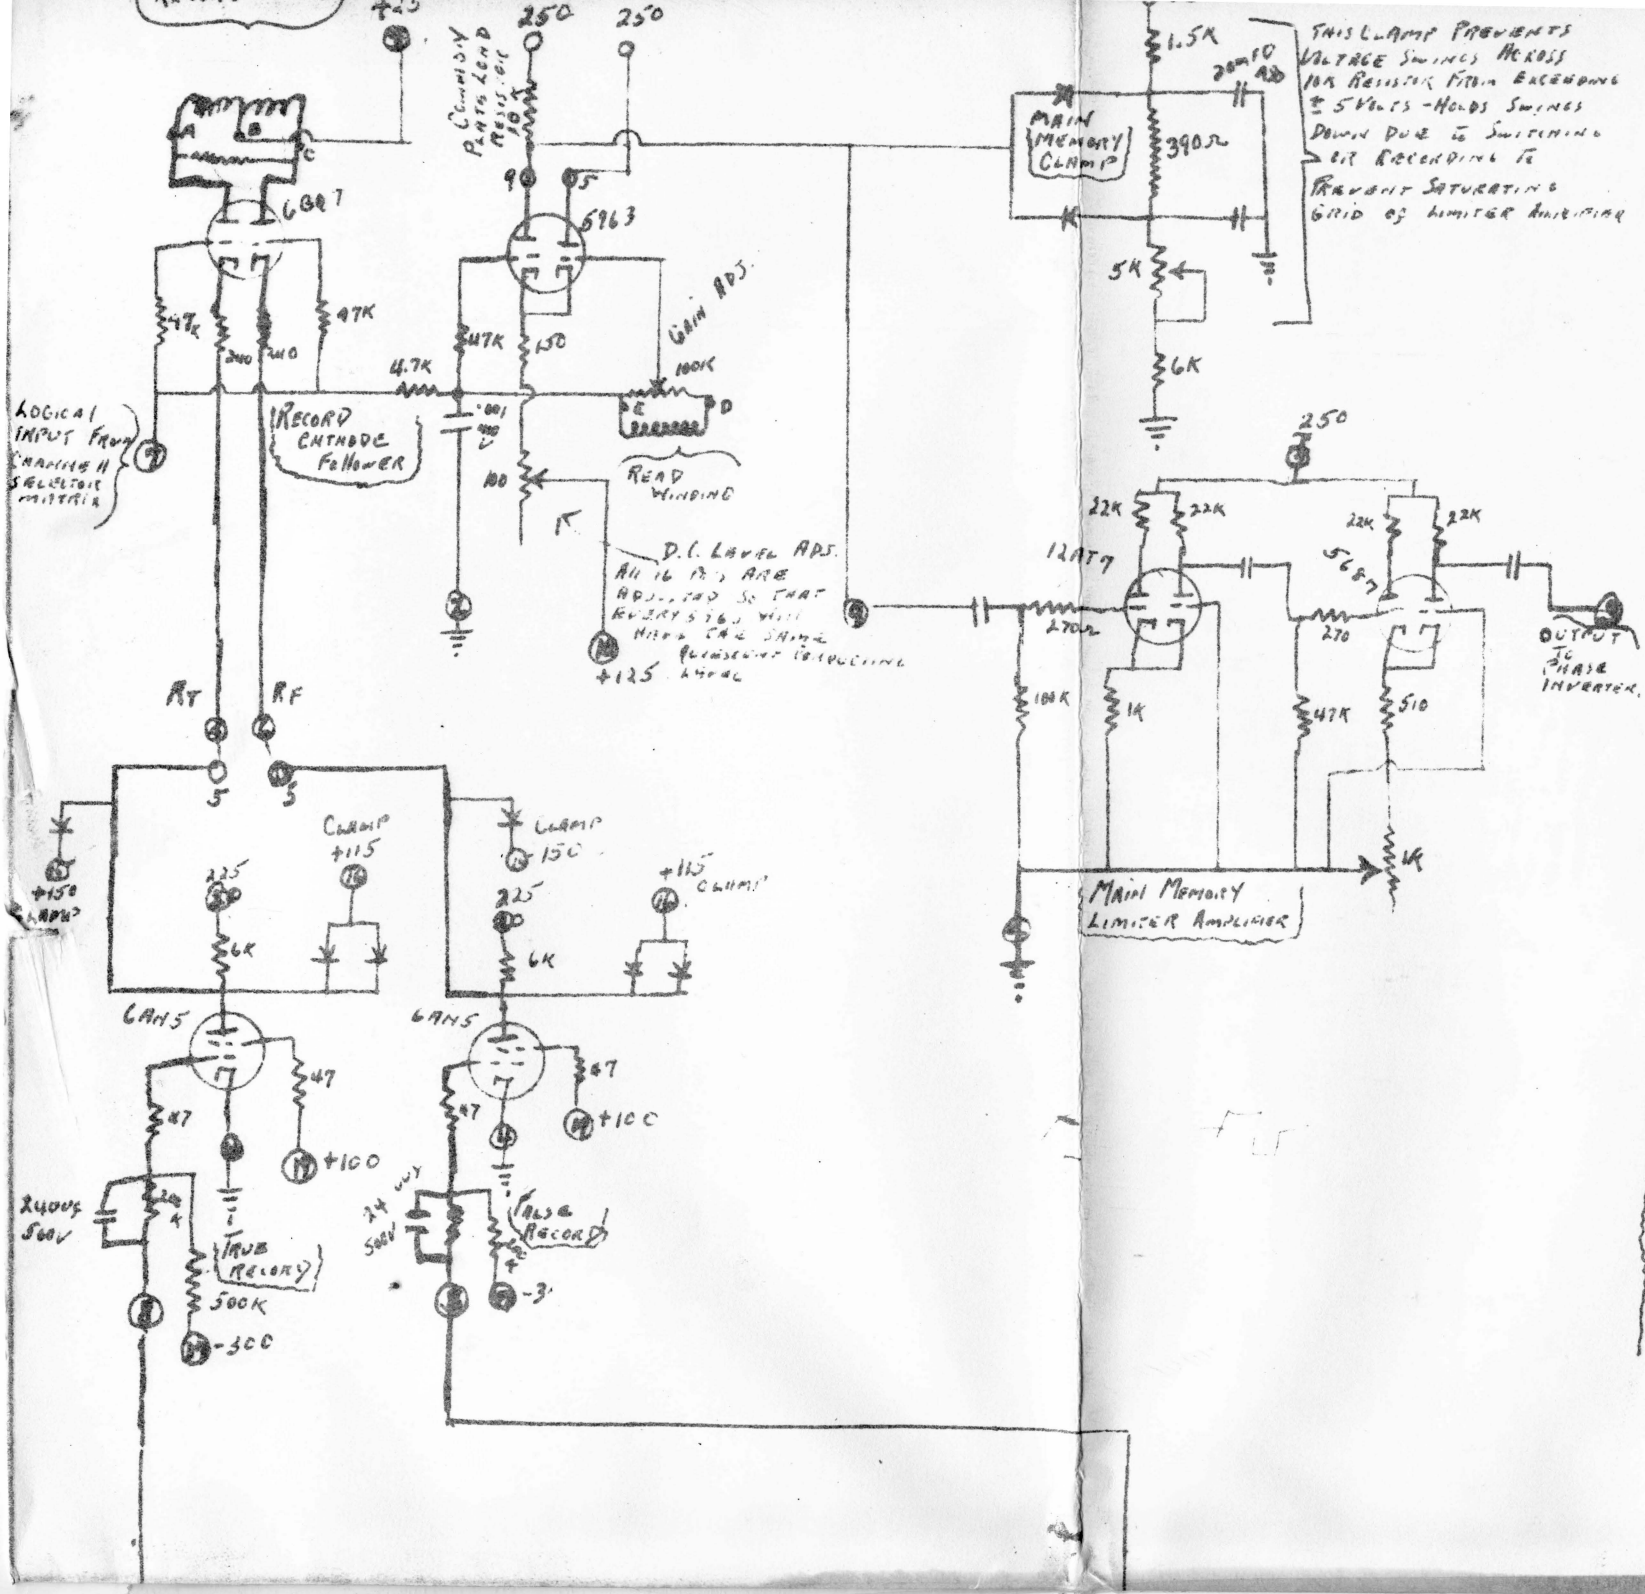 250
250
COMMON
PLATE LOAD
RESISTOR
10K
A
B
C
6BQ7
9
5
5963
47K
47K
240
240
47K
150
4.7K
GAIN ADJ.
100K
E
D
.001
LOGICAL
INPUT FROM
CHANNEL
SELECTOR
MATRIX
7
RECORD
CATHODE
FOLLOWER
READ
WINDING
100
D.C. LEVEL ADJ.
ALL 16 ARE
ADJUSTED SO THAT
EVERY 5963 WILL
HAVE THE SAME
QUIESCENT CONDUCTING
LEVEL
+125
RT
RF
5
5
+150
CLAMP
CLAMP
+115
CLAMP
150
+115
CLAMP
225
225
6K
6K
6AH5
6AH5
47
47
47
47
+100
+100
500V
500V
TRUE
RECORD
FALSE
RECORD
500K
-300
-3
1.5K
20mfd
MAIN
MEMORY
CLAMP
390Ω
5K
6K
THIS CLAMP PREVENTS
VOLTAGE SWINGS ACROSS
10K RESISTOR FROM EXCEEDING
± 5 VOLTS - HOLDS SWINGS
DOWN DUE TO SWITCHING
OR RECORDING TO
PREVENT SATURATING
GRID OF LIMITER AMPLIFIER
250
22K
22K
22K
22K
12AT7
5687
9
270Ω
270
OUTPUT
TO
PHASE
INVERTER.
100K
1K
47K
510
1K
MAIN MEMORY
LIMITER AMPLIFIER